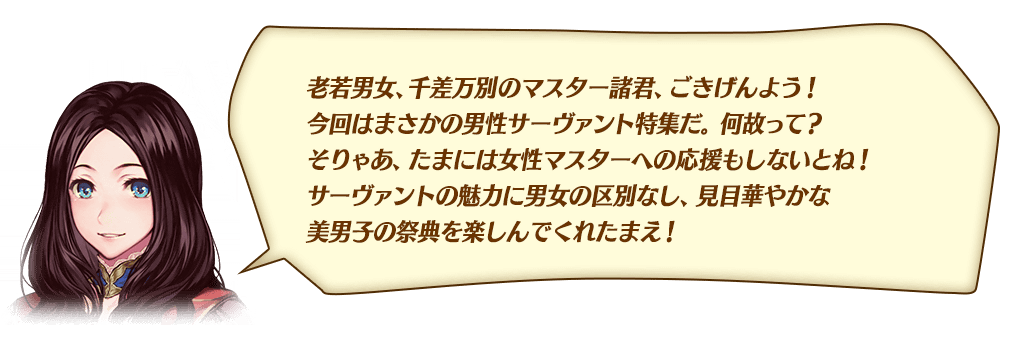 老若男女、千差万別のマスター諸君、ごきげんよう！
今回はまさかの男性サーヴァント特集だ。何故って？
そりゃあ、たまには女性マスターへの応援もしないとね！
サーヴァントの魅力に男女の区別なし、見目華やかな
美男子の祭典を楽しんでくれたまえ！